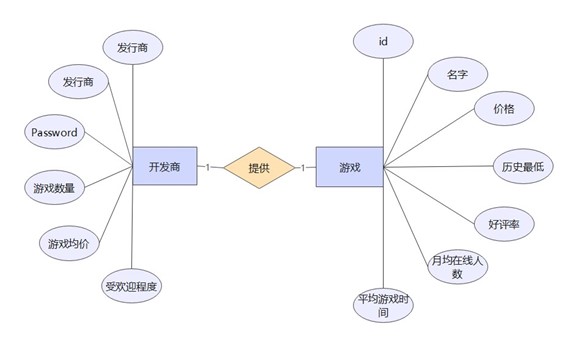 发行商
发行商
Password
游戏数量
游戏均价
受欢迎程度
开发商
1
提供
1
游戏
id
名字
价格
历史最低
好评率
月均在线人
数
平均游戏时
间